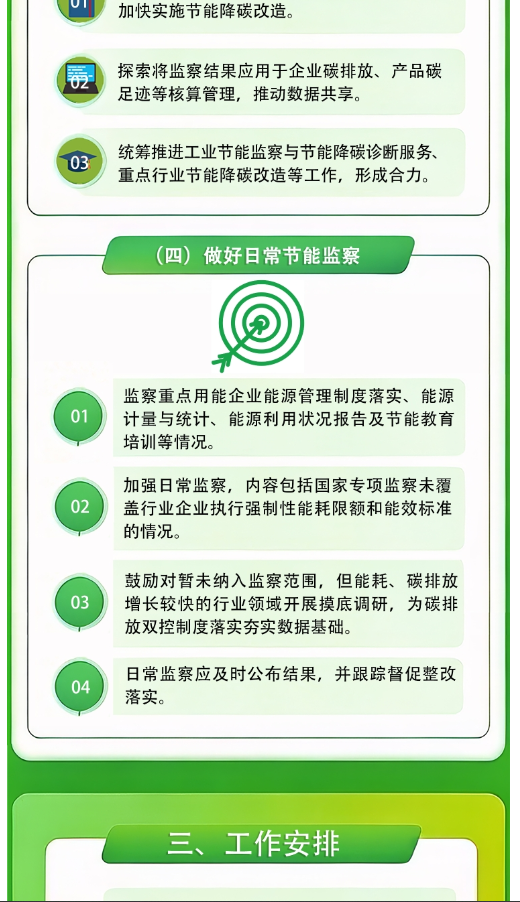 01
加快实施节能降碳改造。
02
探索将监察结果应用于企业碳排放、产品碳
足迹等核算管理，推动数据共享。
03
统筹推进工业节能监察与节能降碳诊断服务、
重点行业节能降碳改造等工作，形成合力。
（四）做好日常节能监察
01
监察重点用能企业能源管理制度落实、能源
计量与统计、能源利用状况报告及节能教育
培训等情况。
02
加强日常监察，内容包括国家专项监察未覆
盖行业企业执行强制性能耗限额和能效标准
的情况。
03
鼓励对暂未纳入监察范围，但能耗、碳排放
增长较快的行业领域开展摸底调研，为碳排
放双控制度落实夯实数据基础。
04
日常监察应及时公布结果，并跟踪督促整改
落实。
三、工作安排